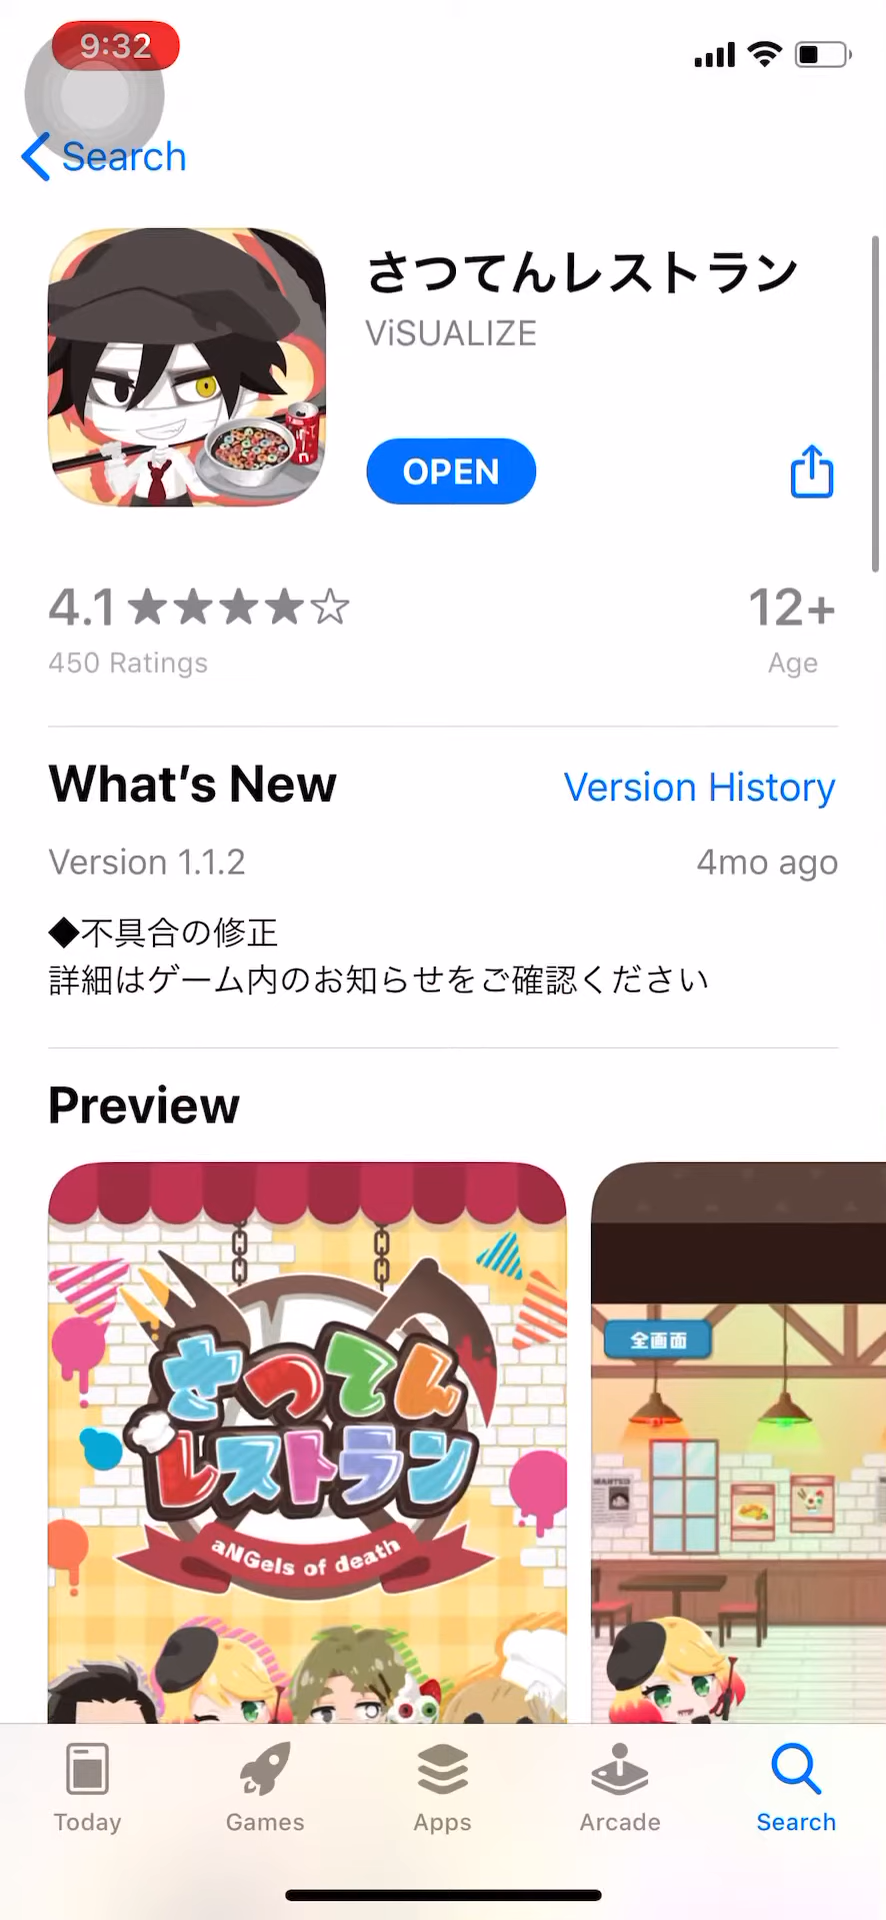 9:32
Search
さつてんレストラン
ViSUALIZE
OPEN
4.1
12+
450 Ratings
Age
What's New
Version History
Version 1.1.2
4mo ago
◆不具合の修正
詳細はゲーム内のお知らせをご確認ください
Preview
さつてん
レストラン
aNGels of death
全画面
WANTED
Today
Games
Apps
Arcade
Search